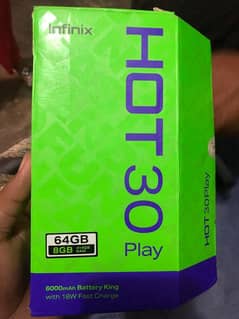 Infinix
HOT 30
Play
64GB
8GB
6000mAh Battery King
with 18W Fast Charge
HOT 30Play